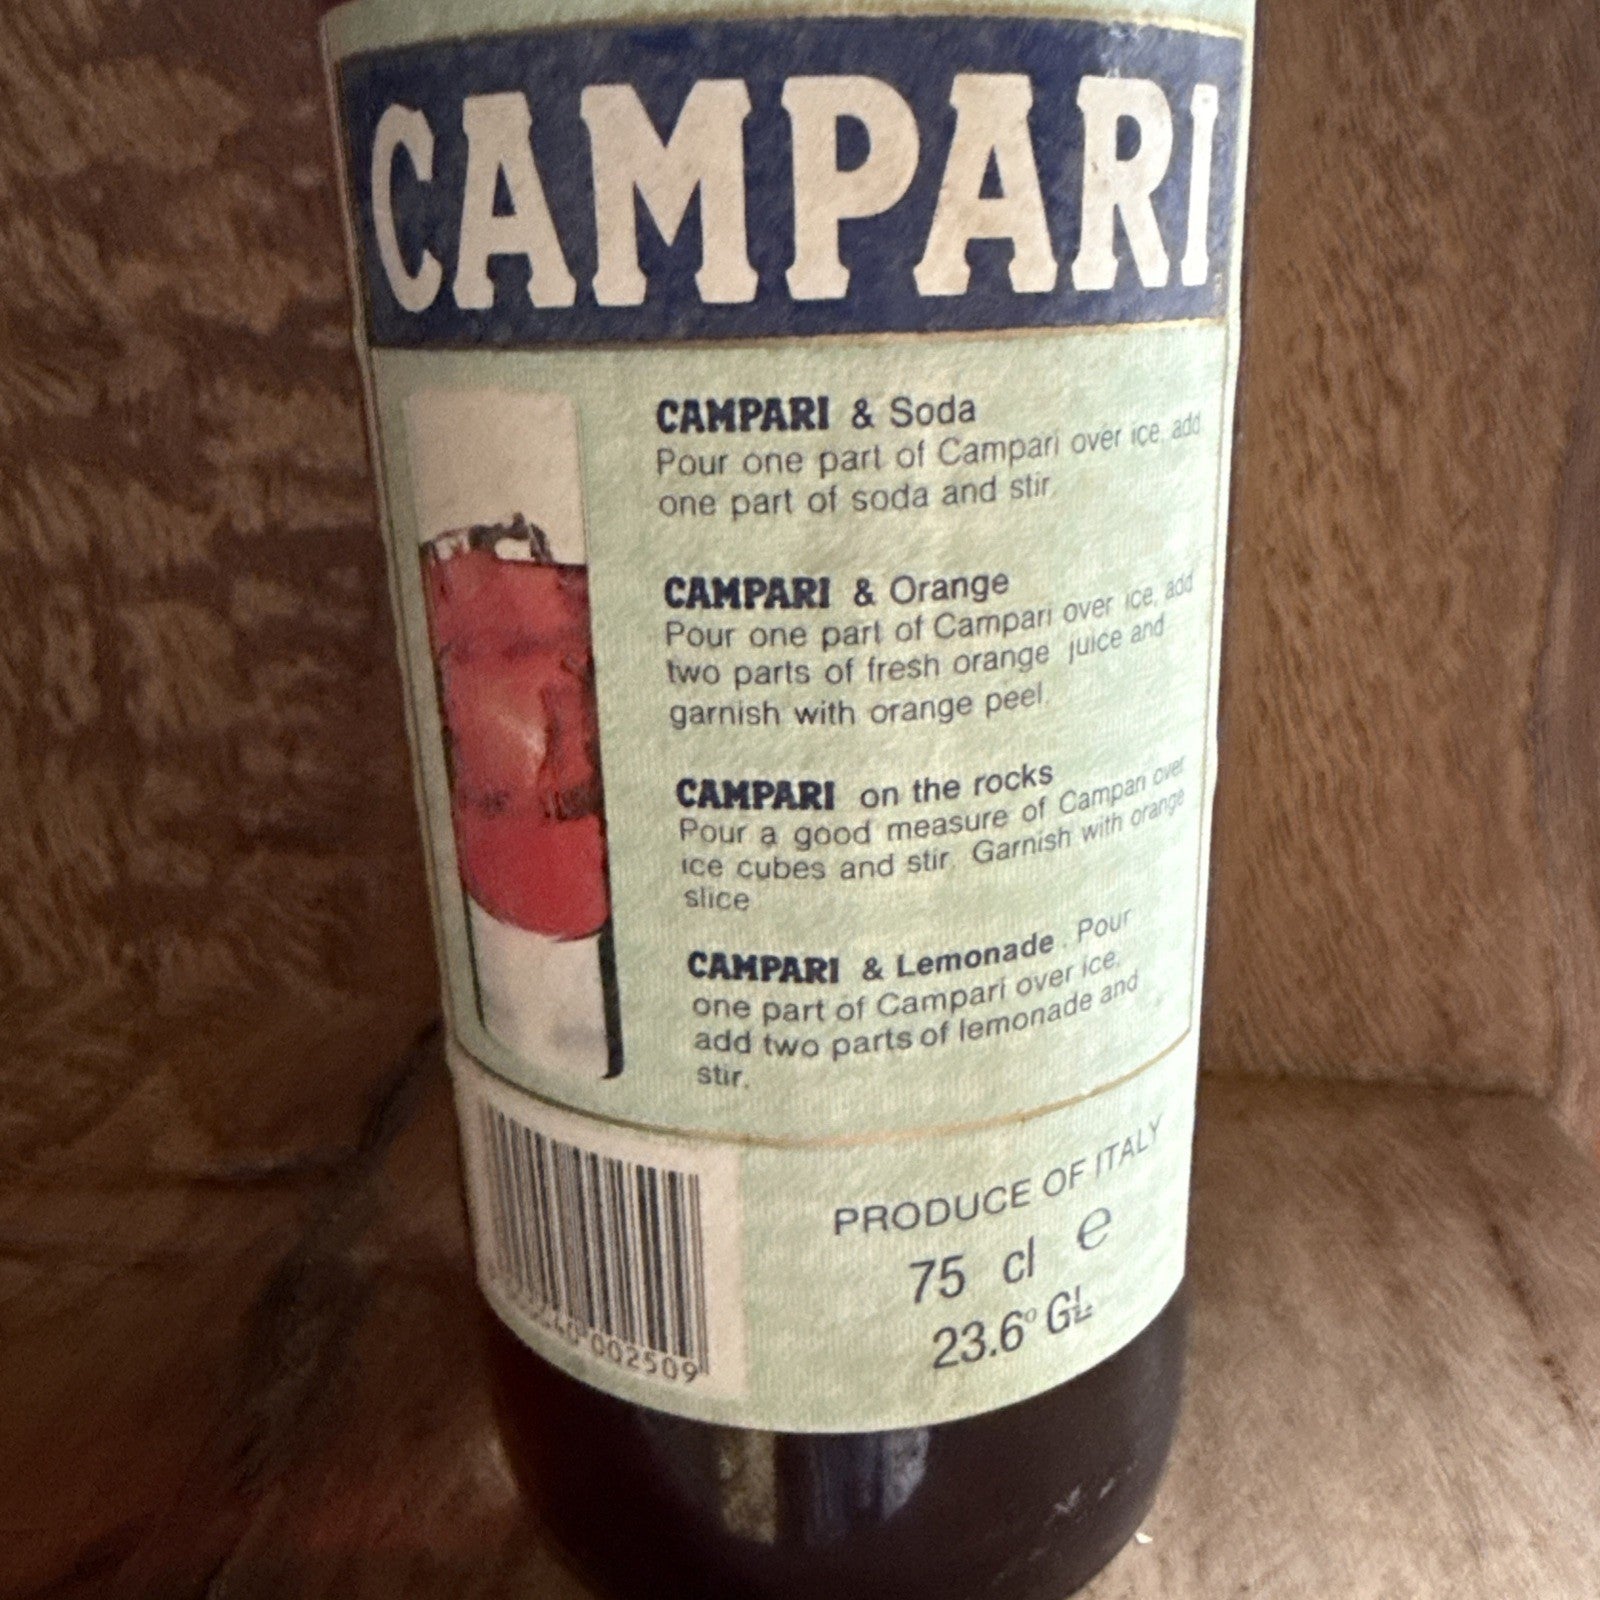 CAMPARI
CAMPARI & Soda
Pour one part of Campari over ice, add
one part of soda and stir.
CAMPARI & Orange
Pour one part of Campari over ice, add
two parts of fresh orange juice and
garnish with orange peel.
CAMPARI on the rocks
Pour a good measure of Campari over
ice cubes and stir. Garnish with orange
slice
CAMPARI & Lemonade. Pour
one part of Campari over ice,
add two parts of lemonade and
stir.
PRODUCE OF ITALY
75 cl e
23.6° GL
002509